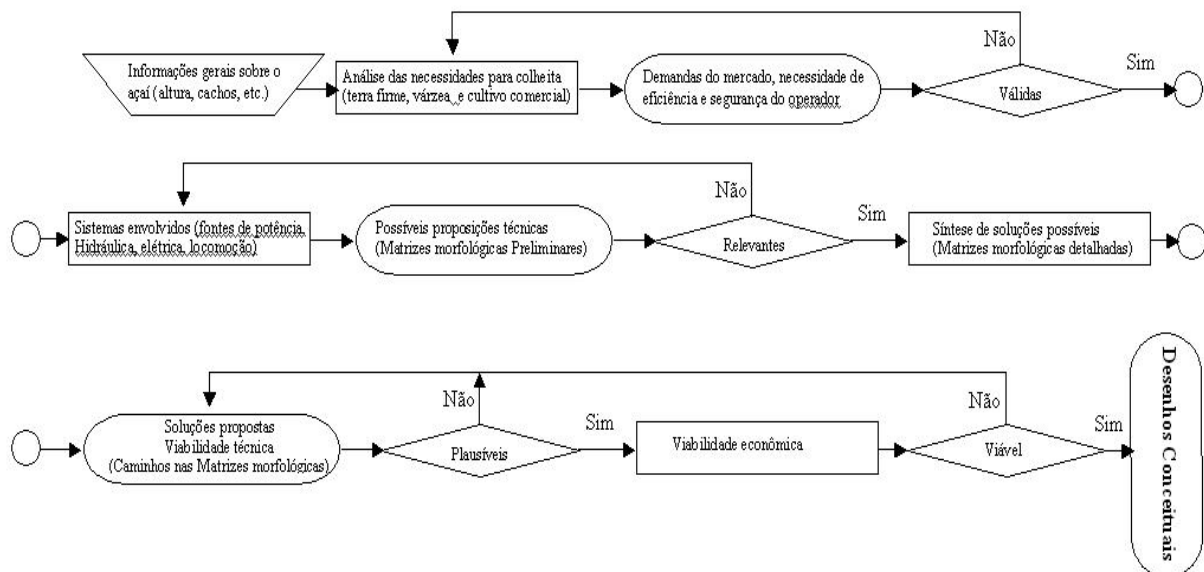 Informações gerais sobre o
açaí (altura, cachos, etc.)
Análise das necessidades para colheita
(terra firme, várzea, e cultivo comercial)
Demandas do mercado, necessidade de
eficiência e segurança do operador
Válidas
Não
Sim
Sistemas envolvidos (fontes de potência,
Hidráulica, elétrica, locomoção)
Possíveis proposições técnicas
(Matrizes morfológicas Preliminares)
Relevantes
Não
Sim
Síntese de soluções possíveis
(Matrizes morfológicas detalhadas)
Soluções propostas
Viabilidade técnica
(Caminhos nas Matrizes morfológicas)
Plausíveis
Não
Sim
Viabilidade econômica
Viável
Não
Sim
Desenhos Conceituais